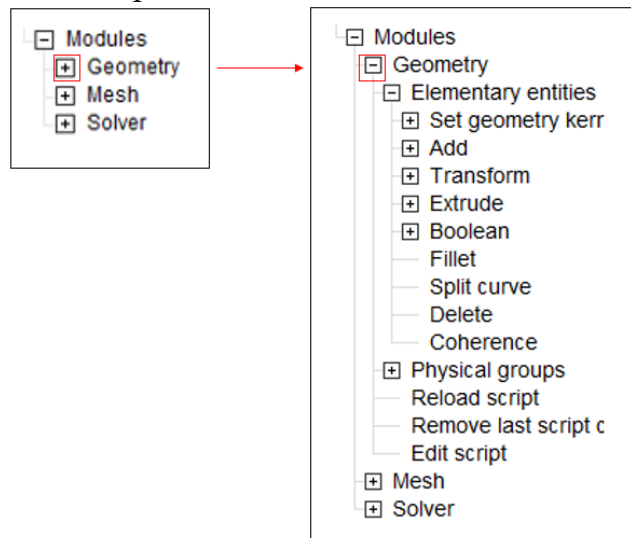 Modules
Geometry
Mesh
Solver
Modules
Geometry
Elementary entities
Set geometry kerr
Add
Transform
Extrude
Boolean
Fillet
Split curve
Delete
Coherence
Physical groups
Reload script
Remove last script c
Edit script
Mesh
Solver